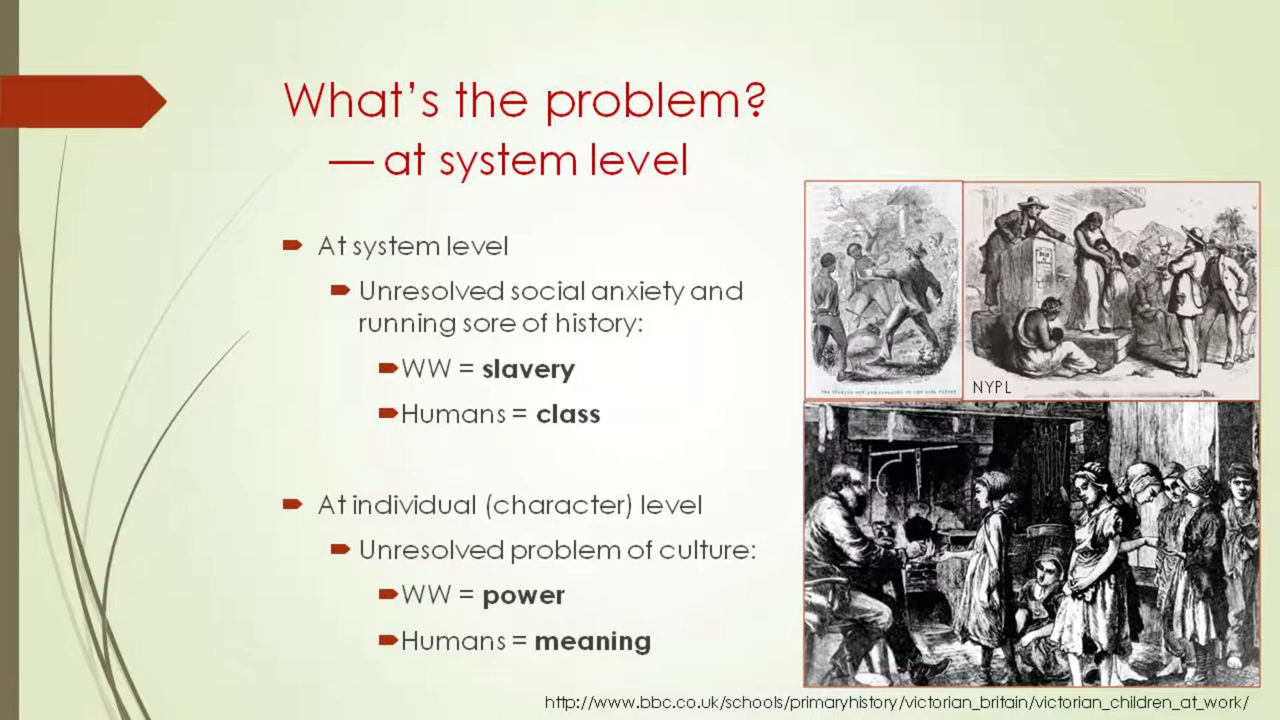 What's the problem?
— at system level
At system level
Unresolved social anxiety and
running sore of history:
WW = slavery
Humans = class
At individual (character) level
Unresolved problem of culture:
WW = power
Humans = meaning
NYPL
http://www.bbc.co.uk/schools/primaryhistory/victorian_britain/victorian_children_at_work/